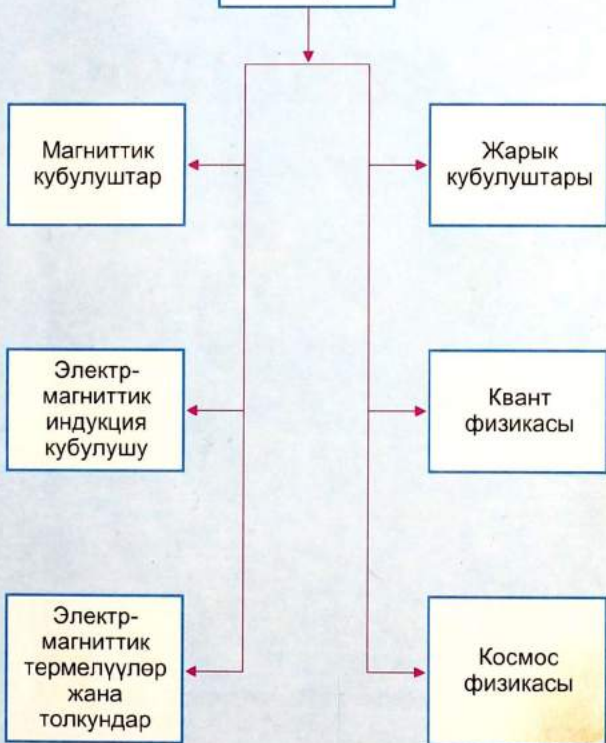 Магниттик
кубулуштар
Жарык
кубулуштары
Электр-
магниттик
индукция
кубулушу
Квант
физикасы
Электр-
магниттик
термелүүлөр
жана
толкундар
Космос
физикасы